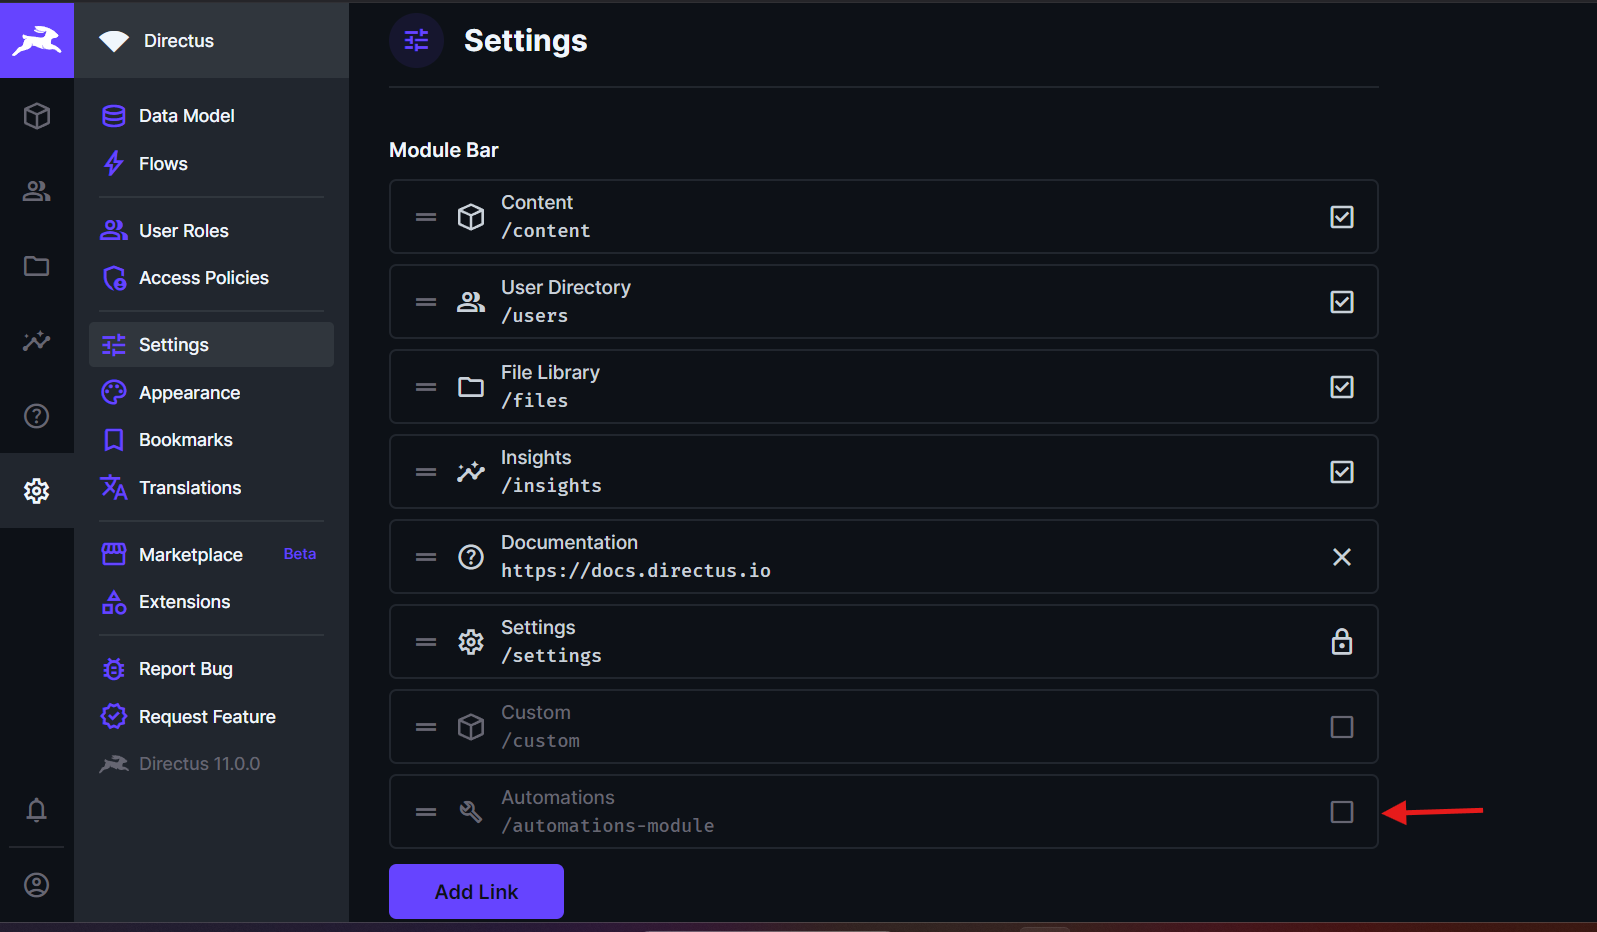 Directus
Data Model
Flows
User Roles
Access Policies
Settings
Appearance
Bookmarks
Translations
Marketplace Beta
Extensions
Report Bug
Request Feature
Directus 11.0.0
Settings
Module Bar
Content
/content
User Directory
/users
File Library
/files
Insights
/insights
Documentation
https://docs.directus.io
Settings
/settings
Custom
/custom
Automations
/automations-module
Add Link